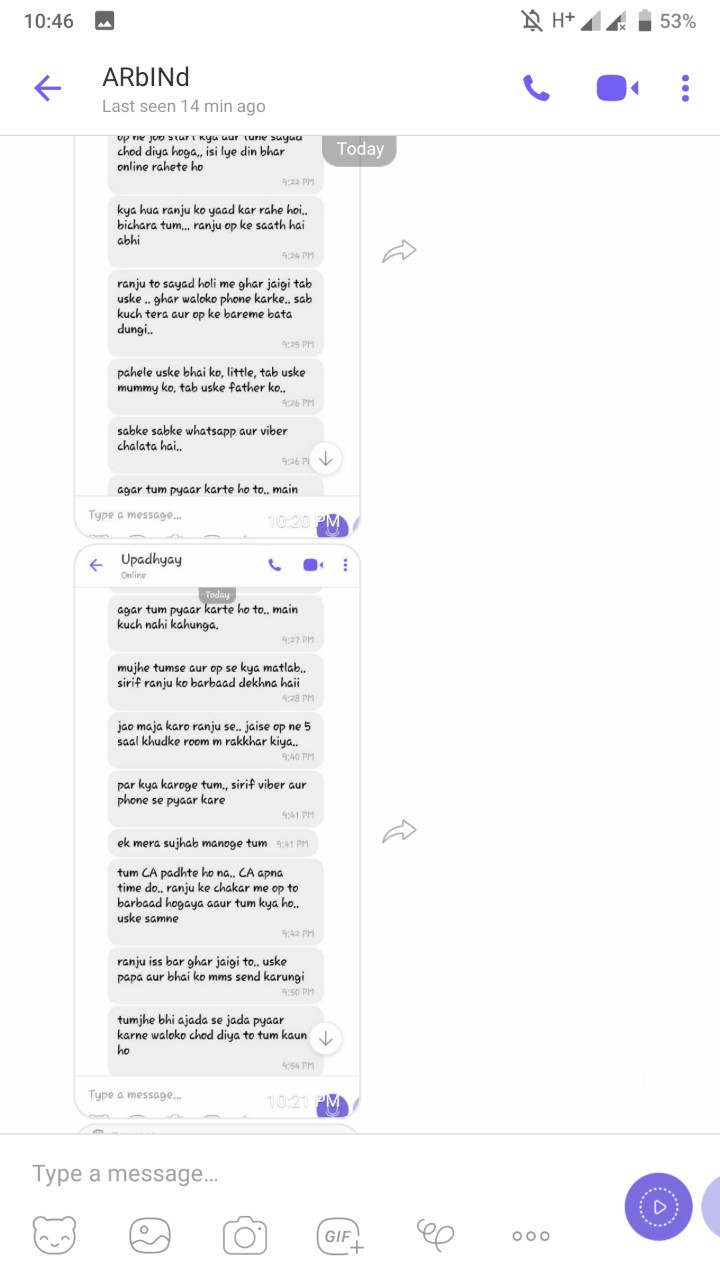 10:46
H+
53%
ARbINd
Last seen 14 min ago
Today
op ne job start kya aur tune sayad
chod diya hoga,, isi lye din bhar
online rahete ho
9:22 PM
kya hua ranju ko yaad kar rahe hoi..
bichara tum... ranju op ke saath hai
abhi
9:24 PM
ranju to sayad holi me ghar jaigi tab
uske .. ghar waloko phone karke.. sab
kuch tera aur op ke bareme bata
dungi..
9:25 PM
pahele uske bhai ko, little, tab uske
mummy ko, tab uske father ko..
9:26 PM
sabke sabke whatsapp aur viber
chalata hai..
9:26 P
agar tum pyaar karte ho to.. main
Type a message...
10:20 PM
Upadhyay
Online
Today
agar tum pyaar karte ho to.. main
kuch nahi kahunga.
9:27 PM
mujhe tumse aur op se kya matlab..
sirif ranju ko barbaad dekhna haii
9:28 PM
jao maja karo ranju se.. jaise op ne 5
saal khudke room m rakkhar kiya..
9:40 PM
par kya karoge tum., sirif viber aur
phone se pyaar kare
9:41 PM
ek mera sujhab manoge tum 9:41 PM
tum CA padhte ho na.. CA apna
time do.. ranju ke chakar me op to
barbaad hogaya aaur tum kya ho..
uske samne
9:42 PM
ranju iss bar ghar jaigi to.. uske
papa aur bhai ko mms send karungi
9:50 PM
tumjhe bhi ajada se jada pyaar
karne waloko chod diya to tum kaun
ho
9:54 PM
Type a message...
10:21 PM
Type a message...
GIF